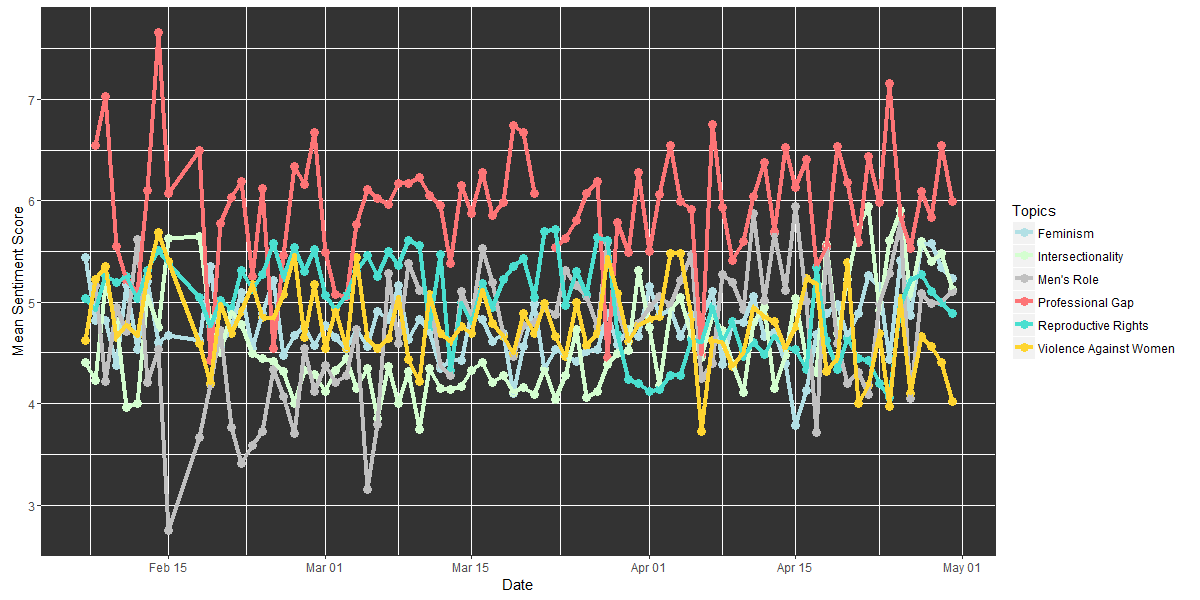 Mean Sentiment Score
7
6
5
4
3
Feb 15
Mar 01
Mar 15
Apr 01
Apr 15
May 01
Date
Topics
Feminism
Intersectionality
Men's Role
Professional Gap
Reproductive Rights
Violence Against Women